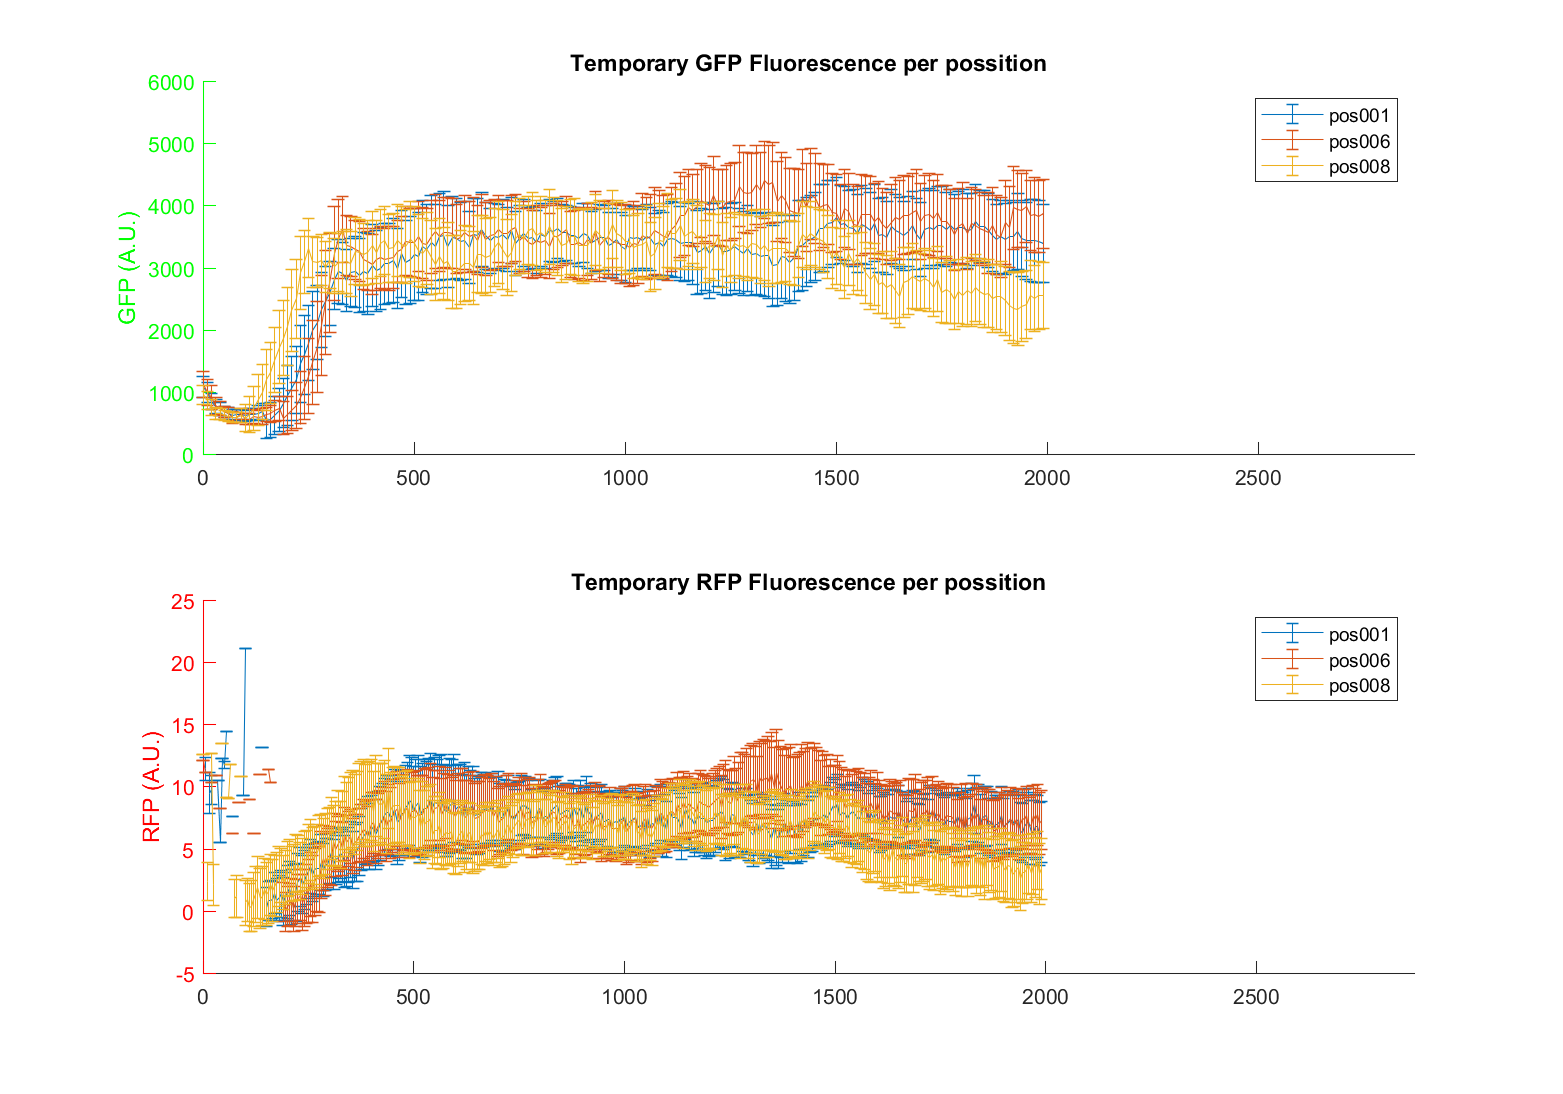 Temporary GFP Fluorescence per possition
6000
5000
4000
3000
2000
1000
0
GFP (A.U.)
0 500 1000 1500 2000 2500
pos001
pos006
pos008
Temporary RFP Fluorescence per possition
25
20
15
10
5
0
-5
RFP (A.U.)
0 500 1000 1500 2000 2500
pos001
pos006
pos008